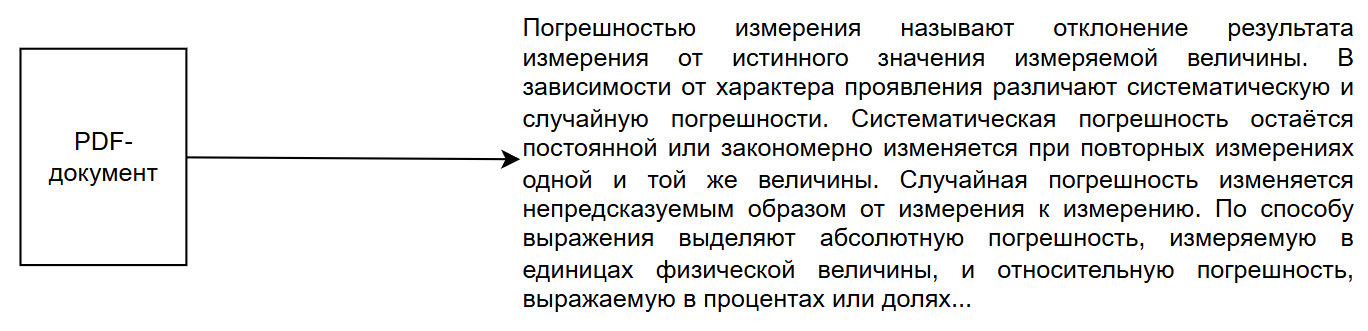 PDF-
документ
Погрешностью измерения называют отклонение результата
измерения от истинного значения измеряемой величины. В
зависимости от характера проявления различают систематическую и
случайную погрешности. Систематическая погрешность остаётся
постоянной или закономерно изменяется при повторных измерениях
одной и той же величины. Случайная погрешность изменяется
непредсказуемым образом от измерения к измерению. По способу
выражения выделяют абсолютную погрешность, измеряемую в
единицах физической величины, и относительную погрешность,
выражаемую в процентах или долях...